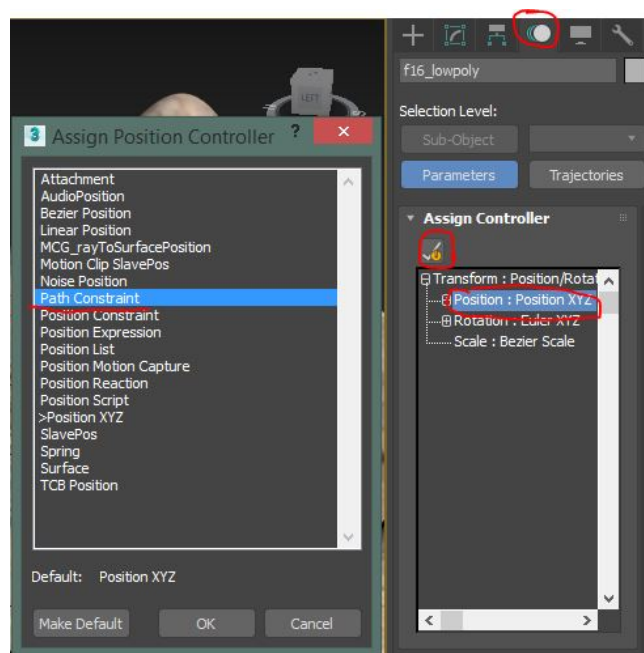 LEFT
Assign Position Controller ? ×
Attachment
AudioPosition
Bezier Position
Linear Position
MCG_rayToSurfacePosition
Motion Clip SlavePos
Noise Position
Path Constraint
Position Constraint
Position Expression
Position List
Position Motion Capture
Position Reaction
Position Script
>Position XYZ
SlavePos
Spring
Surface
TCB Position
Default: Position XYZ
Make Default OK Cancel
f16_lowpoly
Selection Level:
Sub-Object
Parameters Trajectories
Assign Controller
Transform : Position/Rotat
Position : Position XYZ
Rotation : Euler XYZ
Scale : Bezier Scale